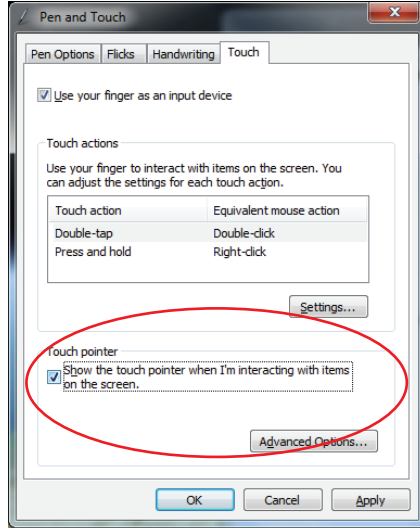 Pen and Touch
Pen Options Flicks Handwriting Touch
Use your finger as an input device
Touch actions
Use your finger to interact with items on the screen. You
can adjust the settings for each touch action.
Touch action Equivalent mouse action
Double-tap Double-click
Press and hold Right-click
Settings...
Touch pointer
Show the touch pointer when I'm interacting with items
on the screen.
Advanced Options...
OK Cancel Apply